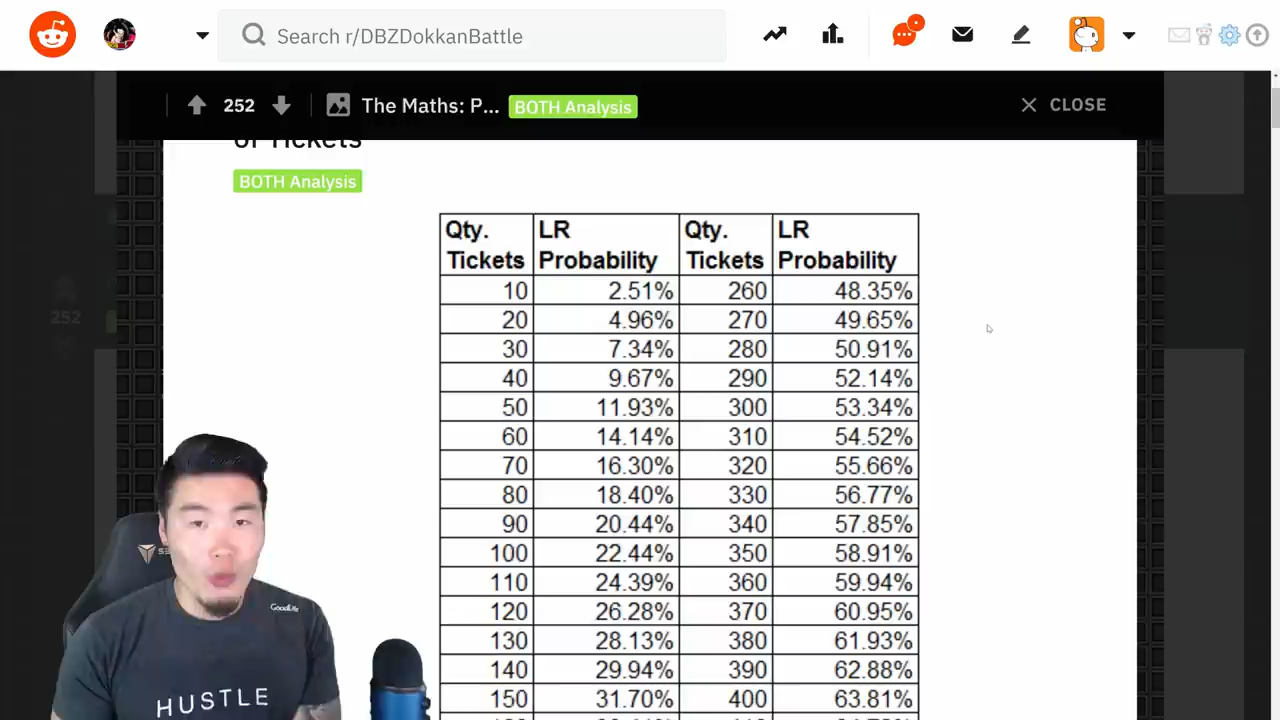 Search r/DBZDokkanBattle
252
The Maths: P...
BOTH Analysis
CLOSE
of Tickets
BOTH Analysis
252
Qty. Tickets LR Probability Qty. Tickets LR Probability
10 2.51% 260 48.35%
20 4.96% 270 49.65%
30 7.34% 280 50.91%
40 9.67% 290 52.14%
50 11.93% 300 53.34%
60 14.14% 310 54.52%
70 16.30% 320 55.66%
80 18.40% 330 56.77%
90 20.44% 340 57.85%
100 22.44% 350 58.91%
110 24.39% 360 59.94%
120 26.28% 370 60.95%
130 28.13% 380 61.93%
140 29.94% 390 62.88%
150 31.70% 400 63.81%
GoodLife
HUSTLE